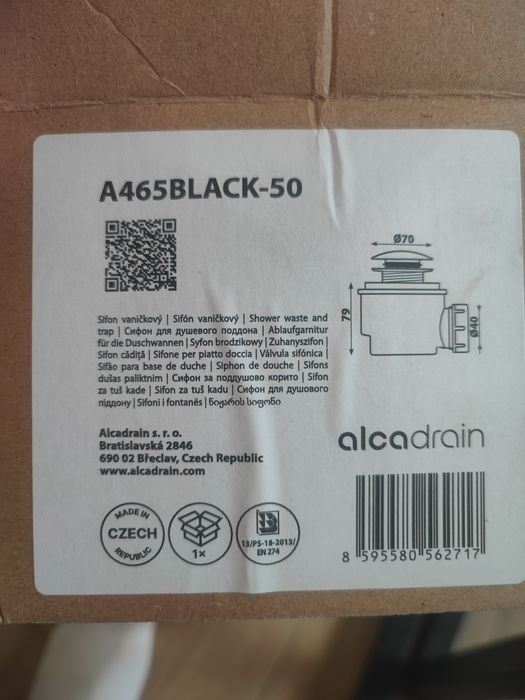 A465BLACK-50
Ø70
79
Ø40
Sifon vaničkový | Sifón vaničkový | Shower waste and
trap | Сифон для душевого поддона | Ablaufgarnitur
für die Duschwannen | Syfon brodzikowy | Zuhanyszifon |
Sifon cădiţă | Sifone per piatto doccia | Válvula sifónica |
Sifão para base de duche | Siphon de douche | Sifons
dušas paliktnim | Сифон за поддушово корито | Sifon
za tuš kade | Sifon za tuš kadu | Сифон для душового
піддону | Sifoni i fontanës | წივარის სიფონი
Alcadrain s. r. o.
Bratislavská 2846
690 02 Břeclav, Czech Republic
www.alcadrain.com
alcadrain
MADE IN
CZECH
REPUBLIC
1×
13/PS-18-2013/
EN 274
8 595580 562717